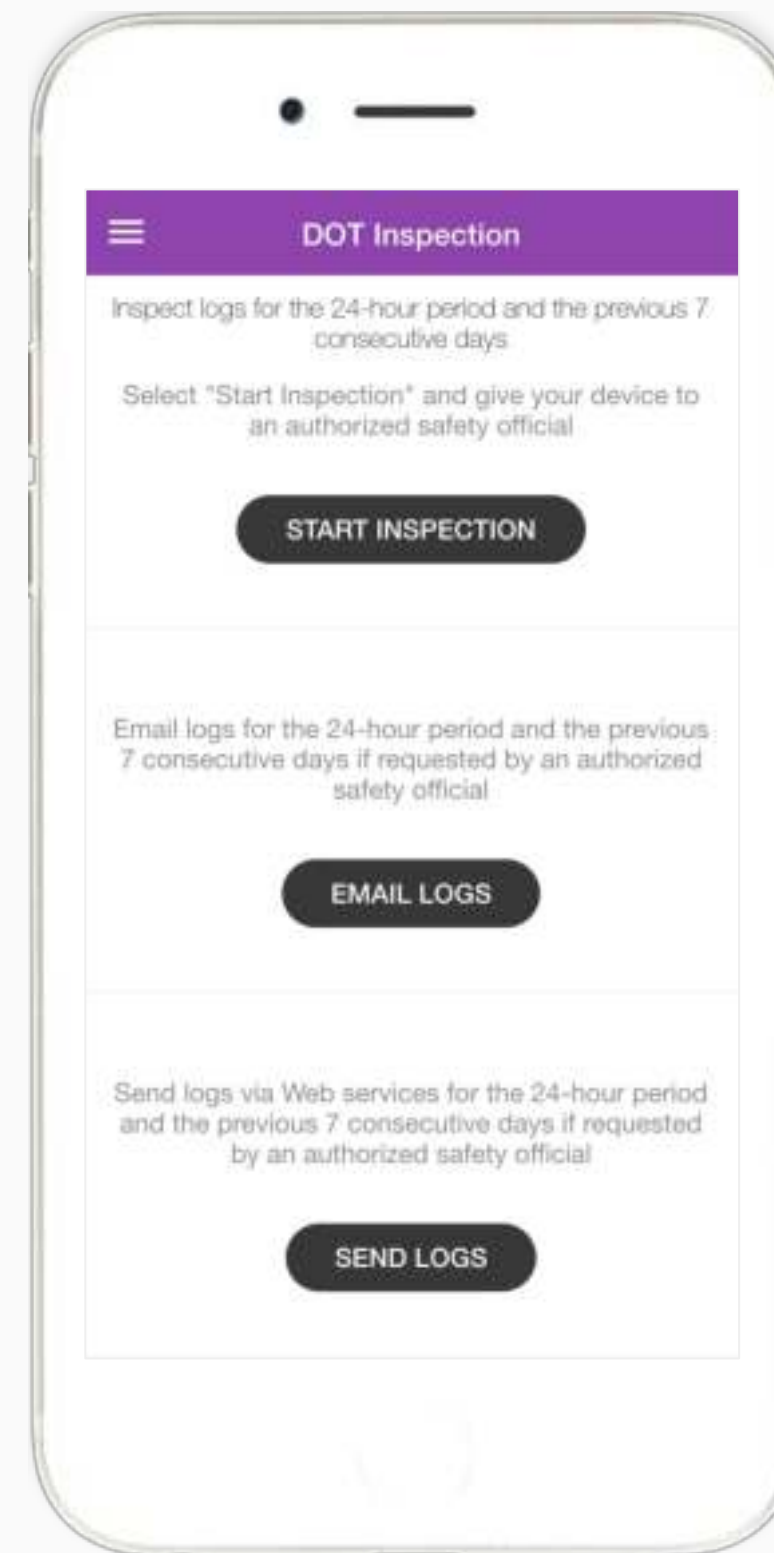 DOT Inspection
Inspect logs for the 24-hour period and the previous 7
consecutive days
Select "Start Inspection" and give your device to
an authorized safety official
START INSPECTION
Email logs for the 24-hour period and the previous
7 consecutive days if requested by an authorized
safety official
EMAIL LOGS
Send logs via Web services for the 24-hour period
and the previous 7 consecutive days if requested
by an authorized safety official
SEND LOGS